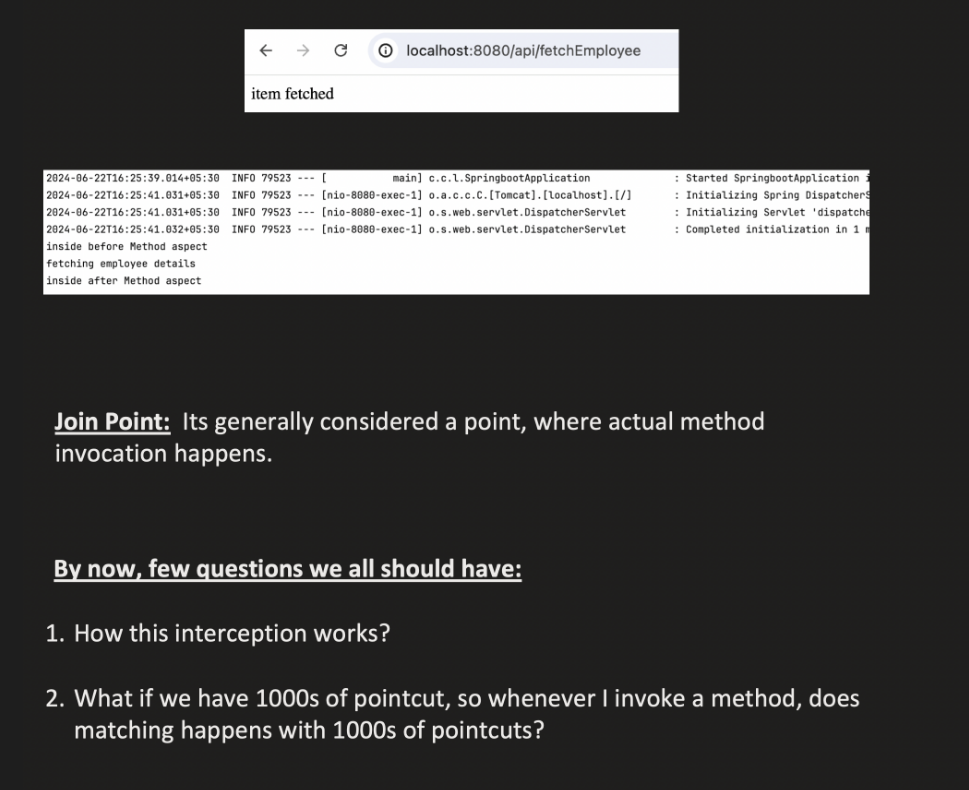 localhost:8080/api/fetchEmployee
item fetched
2024-06-22T16:25:39.014+05:30 INFO 79523 --- [ main] c.c.l.SpringbootApplication : Started SpringbootApplication i
2024-06-22T16:25:41.031+05:30 INFO 79523 --- [nio-8080-exec-1] o.a.c.c.C.[Tomcat].[localhost].[/] : Initializing Spring DispatcherS
2024-06-22T16:25:41.031+05:30 INFO 79523 --- [nio-8080-exec-1] o.s.web.servlet.DispatcherServlet : Initializing Servlet 'dispatche
2024-06-22T16:25:41.032+05:30 INFO 79523 --- [nio-8080-exec-1] o.s.web.servlet.DispatcherServlet : Completed initialization in 1 m
inside before Method aspect
fetching employee details
inside after Method aspect
Join Point: Its generally considered a point, where actual method
invocation happens.
By now, few questions we all should have:
1. How this interception works?
2. What if we have 1000s of pointcut, so whenever I invoke a method, does
matching happens with 1000s of pointcuts?